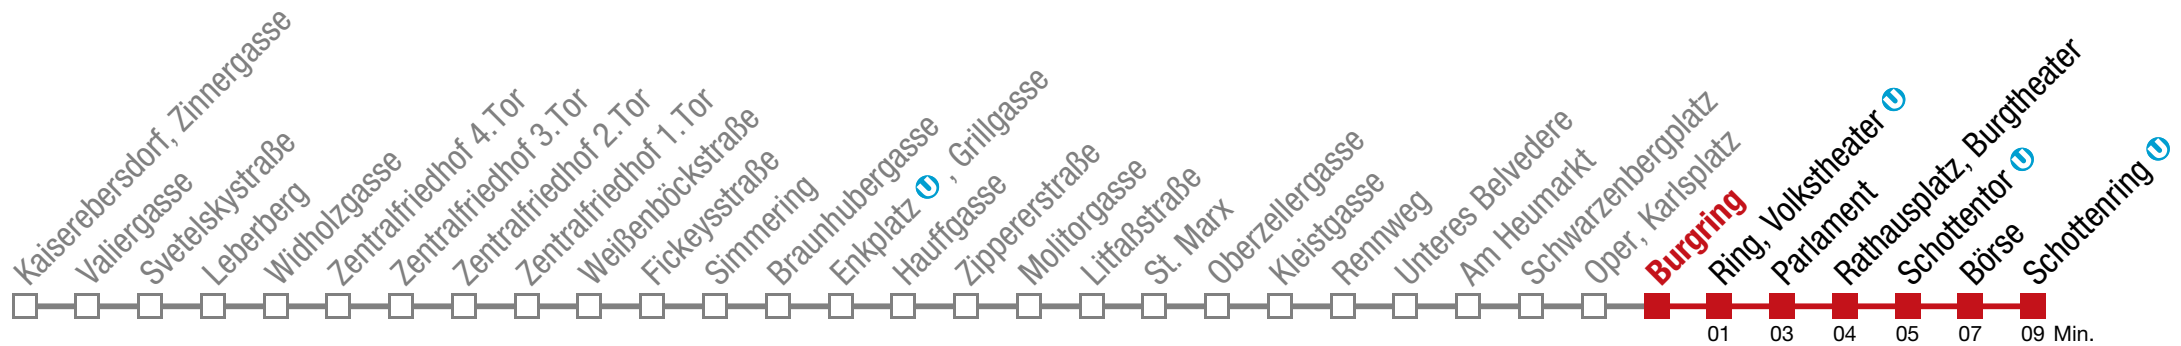 Kaiserebersdorf, Zinnergasse
Valiergasse
Svetelskystraße
Leberberg
Widholzgasse
Zentralfriedhof 4.Tor
Zentralfriedhof 3.Tor
Zentralfriedhof 2.Tor
Zentralfriedhof 1.Tor
Weißenböckstraße
Fickeysstraße
Simmering
Braunhubergasse
Enkplatz U, Grillgasse
Hauffgasse
Zippererstraße
Molitorgasse
Litfaßstraße
St. Marx
Oberzellergasse
Kleistgasse
Rennweg
Unteres Belvedere
Am Heumarkt
Schwarzenbergplatz
Oper, Karlsplatz
Burgring
Ring, Volkstheater U
Parlament
Rathausplatz, Burgtheater
Schottentor U
Börse
Schottenring U
01 03 04 05 07 09 Min.